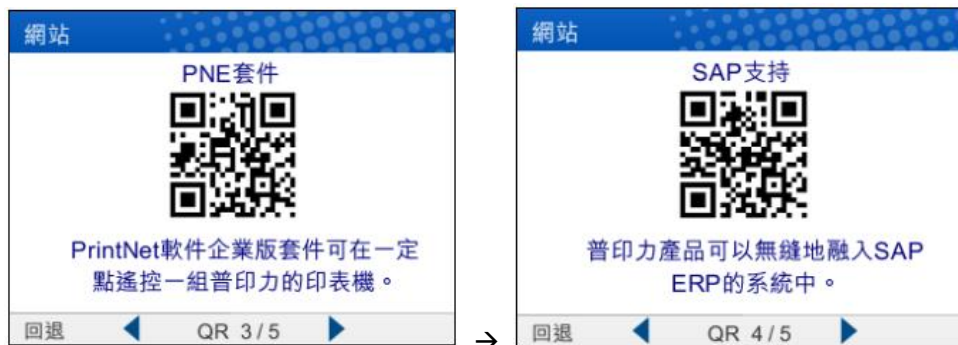 網站
PNE套件
PrintNet軟件企業版套件可在一定
點遙控一組普印力的印表機。
回退 ◀ QR 3/5 ▶
→
網站
SAP支持
普印力產品可以無縫地融入SAP
ERP的系統中。
回退 ◀ QR 4/5 ▶